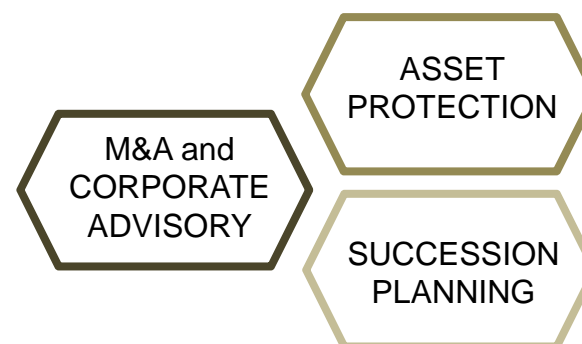 M&A and
CORPORATE
ADVISORY
ASSET
PROTECTION
SUCCESSION
PLANNING